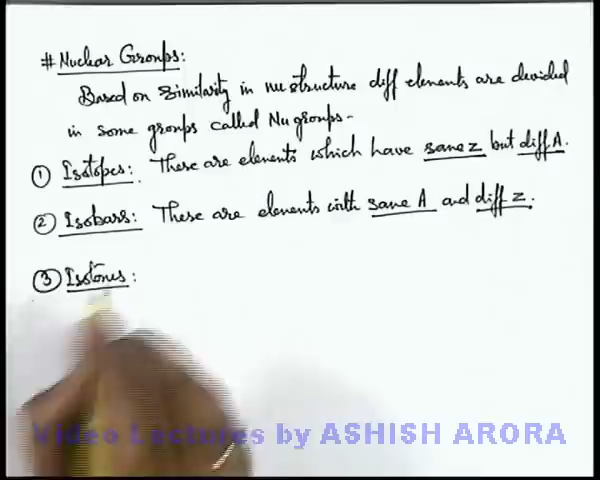 # Nuclear Groups:
Based on similarity in nu structure diff elements are devided
in some groups called Nu groups-
① Isotopes: These are elements which have same z but diff A.
② Isobars: These are elements with same A and diff z.
③ Isotones:
Video Lectures by ASHISH ARORA